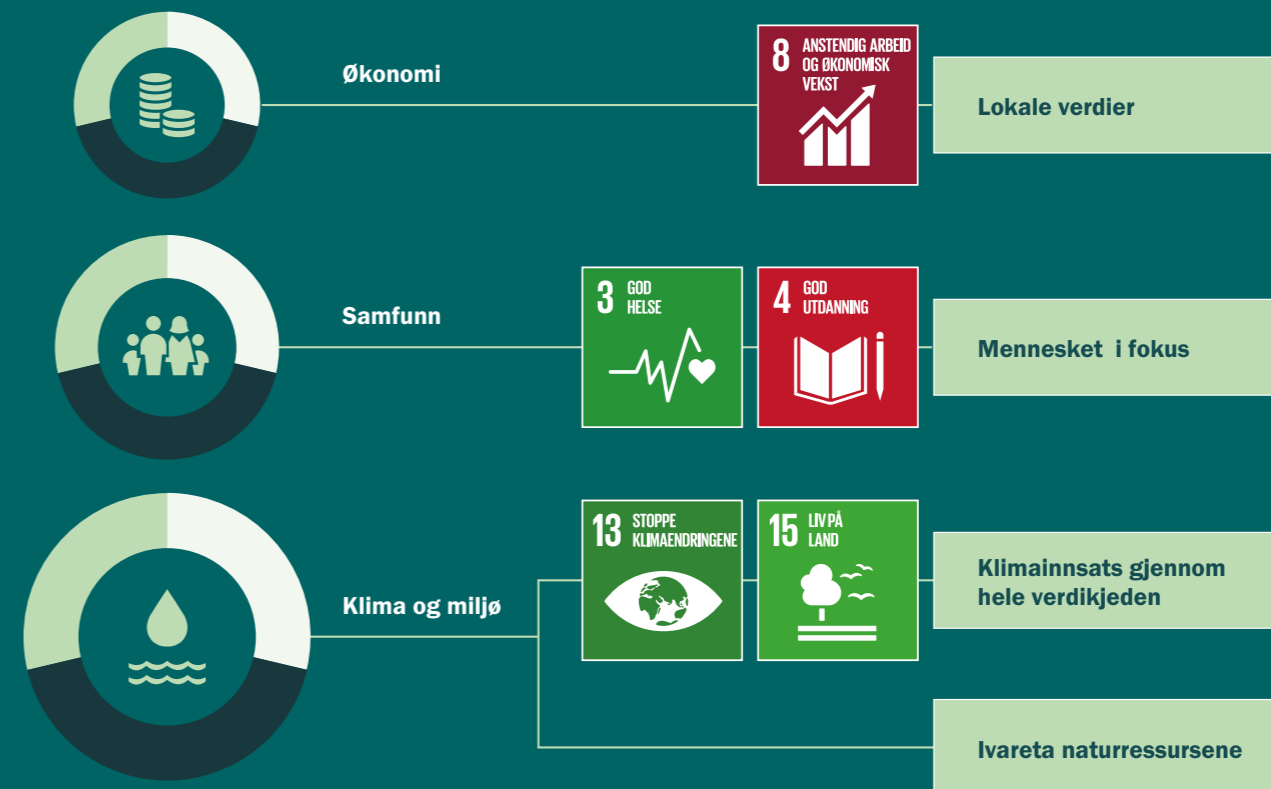 Økonomi
8 ANSTENDIG ARBEID
OG ØKONOMISK
VEKST
Lokale verdier
Samfunn
3 GOD
HELSE
4 GOD
UTDANNING
Mennesket i fokus
Klima og miljø
13 STOPPE
KLIMAENDRINGENE
15 LIV PÅ
LAND
Klimainnsats gjennom
hele verdikjeden
Ivareta naturressursene